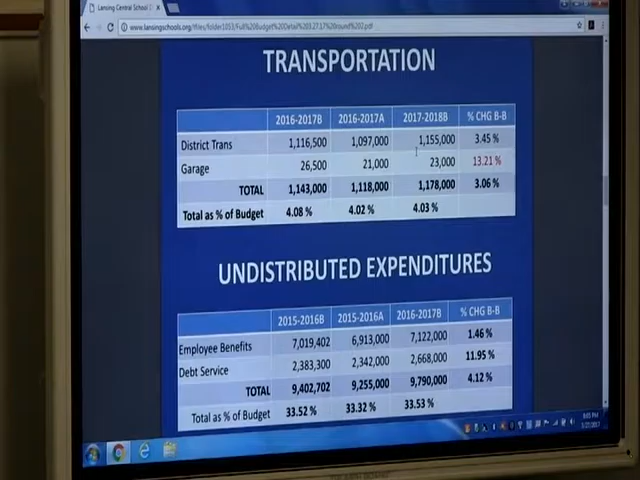 Lansing Central School D
www.lansingschools.org/files/folder1053/Full%20Budget%20Detail%203.27.17%20round%202.pdf
TRANSPORTATION
2016-2017B 2016-2017A 2017-2018B % CHG B-B
District Trans 1,116,500 1,097,000 1,155,000 3.45 %
Garage 26,500 21,000 23,000 13.21 %
TOTAL 1,143,000 1,118,000 1,178,000 3.06 %
Total as % of Budget 4.08 % 4.02 % 4.03 %
UNDISTRIBUTED EXPENDITURES
2015-2016B 2015-2016A 2016-2017B % CHG B-B
Employee Benefits 7,019,402 6,913,000 7,122,000 1.46 %
Debt Service 2,383,300 2,342,000 2,668,000 11.95 %
TOTAL 9,402,702 9,255,000 9,790,000 4.12 %
Total as % of Budget 33.52 % 33.32 % 33.53 %
3/27/2017